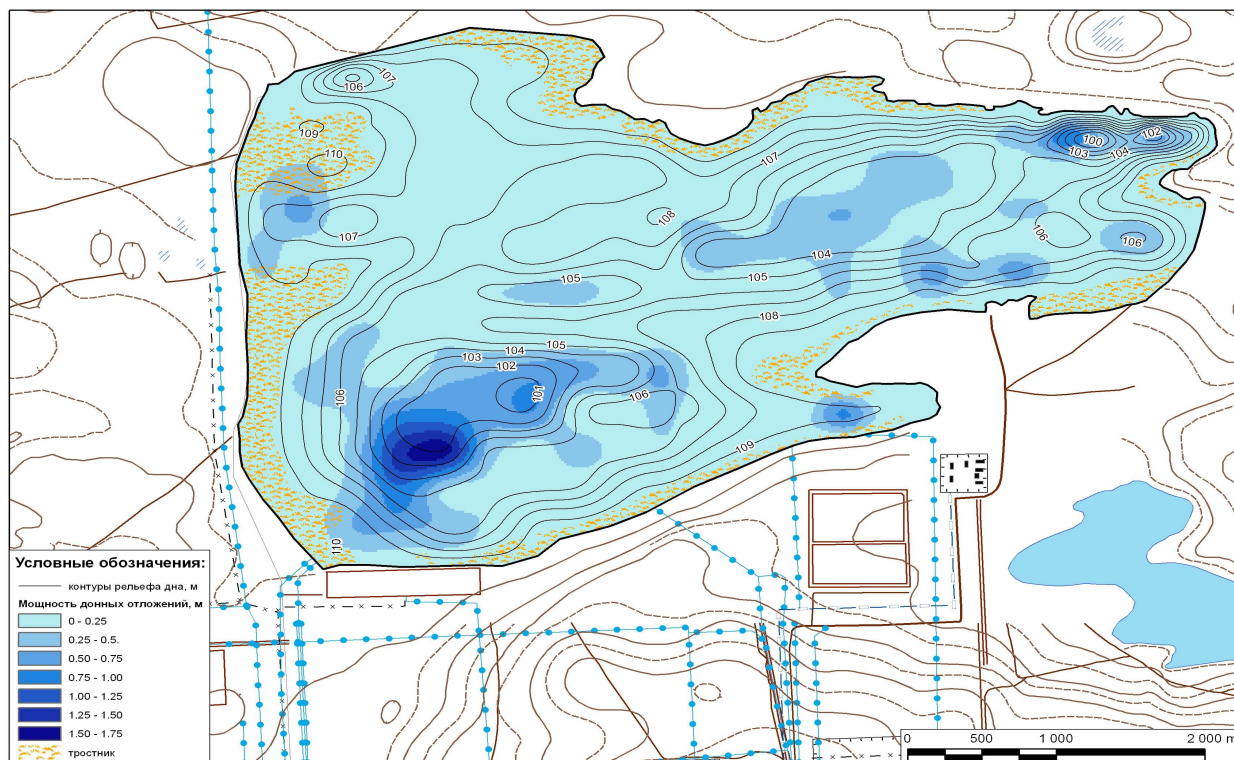 107
106
109
110
107
107
100
102
103
104
108
106
106
104
105
105
108
105
104
103
102
101
106
106
109
110
Условные обозначения:
контуры рельефа дна, м
Мощность донных отложений, м
0 - 0.25
0.25 - 0.5.
0.50 - 0.75
0.75 - 1.00
1.00 - 1.25
1.25 - 1.50
1.50 - 1.75
тростник
0 500 1 000 2 000 m